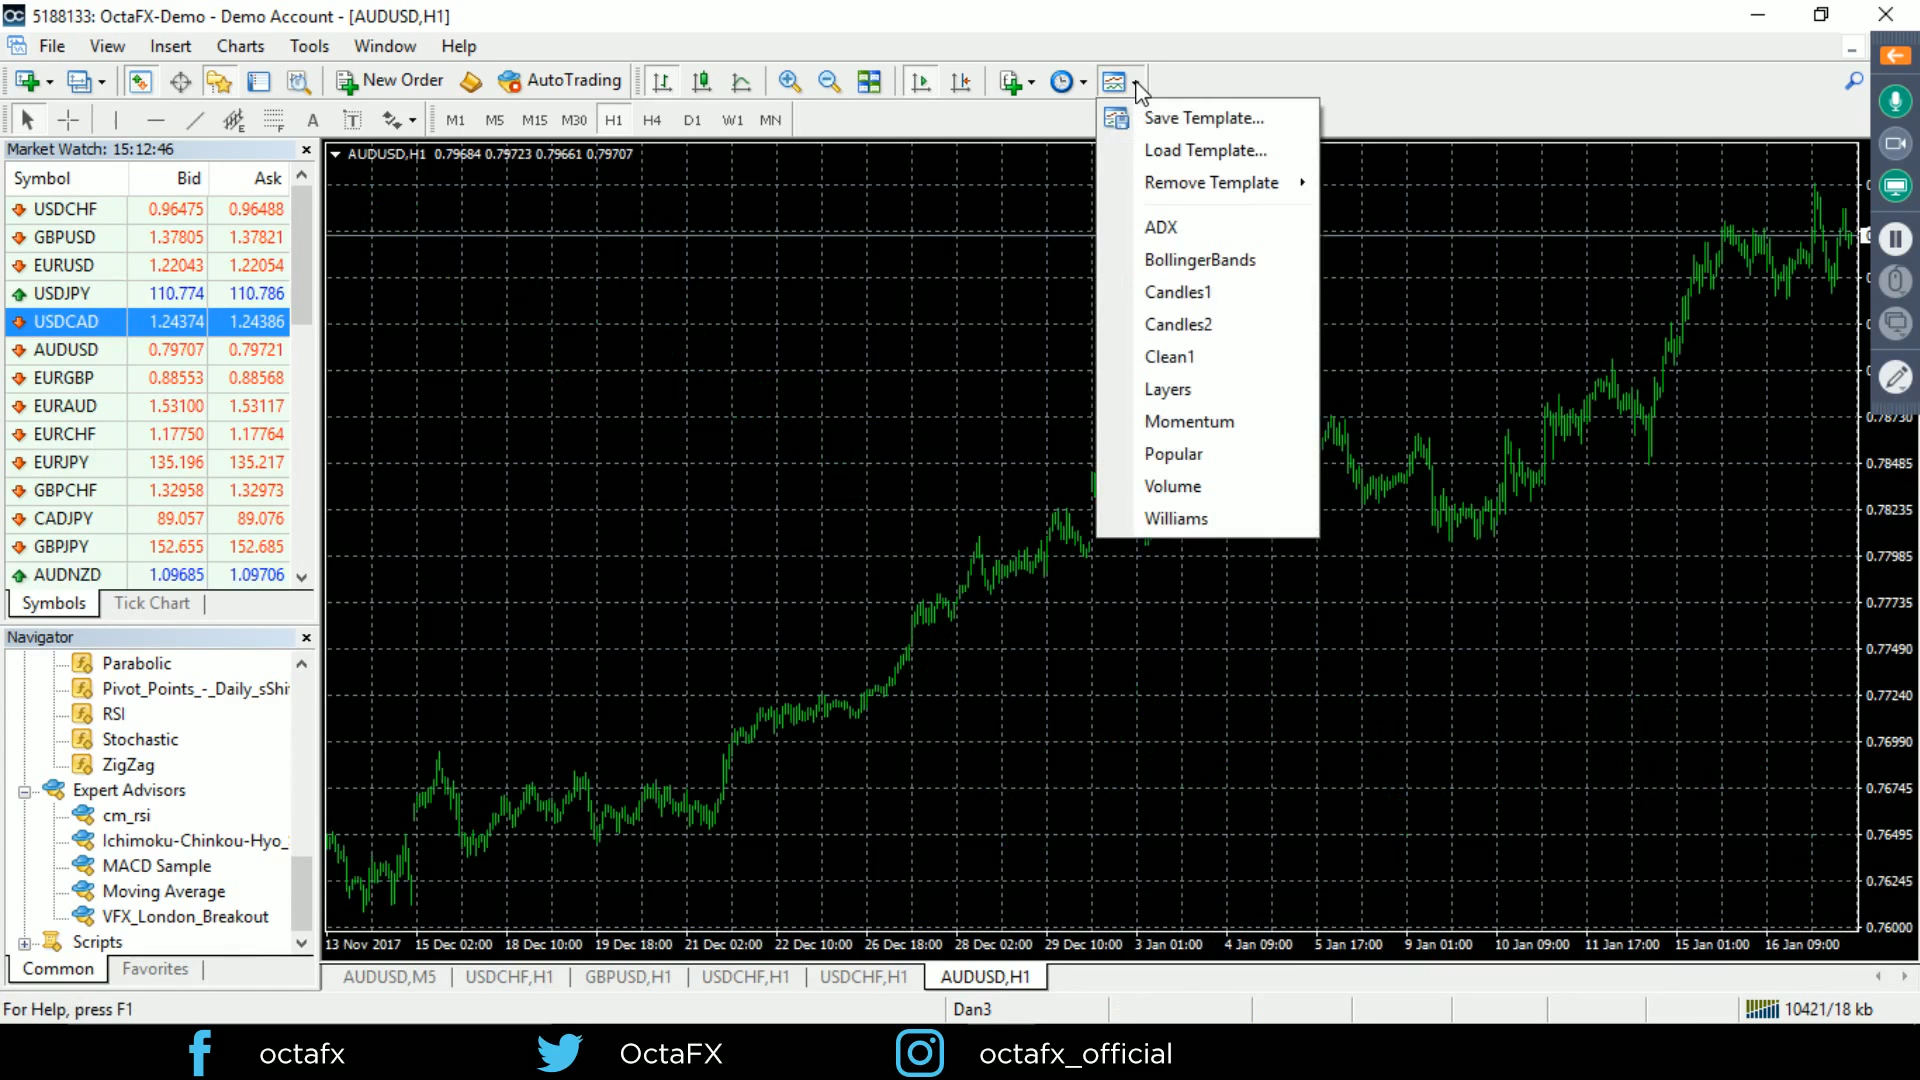 5188133: OctaFX-Demo - Demo Account - [AUDUSD,H1]
File View Insert Charts Tools Window Help
New Order AutoTrading
A T M1 M5 M15 M30 H1 H4 D1 W1 MN
Market Watch: 15:12:46
Symbol Bid Ask
USDCHF 0.96475 0.96488
GBPUSD 1.37805 1.37821
EURUSD 1.22043 1.22054
USDJPY 110.774 110.786
USDCAD 1.24374 1.24386
AUDUSD 0.79707 0.79721
EURGBP 0.88553 0.88568
EURAUD 1.53100 1.53117
EURCHF 1.17750 1.17764
EURJPY 135.196 135.217
GBPCHF 1.32958 1.32973
CADJPY 89.057 89.076
GBPJPY 152.655 152.685
AUDNZD 1.09685 1.09706
Symbols Tick Chart
Navigator
Parabolic
Pivot_Points_-_Daily_sShi
RSI
Stochastic
ZigZag
Expert Advisors
cm_rsi
Ichimoku-Chinkou-Hyo_
MACD Sample
Moving Average
VFX_London_Breakout
Scripts
Common Favorites
AUDUSD,H1 0.79684 0.79723 0.79661 0.79707
Save Template...
Load Template...
Remove Template
ADX
BollingerBands
Candles1
Candles2
Clean1
Layers
Momentum
Popular
Volume
Williams
0.78730
0.78485
0.78235
0.77985
0.77735
0.77490
0.77240
0.76990
0.76745
0.76495
0.76245
0.76000
13 Nov 2017 15 Dec 02:00 18 Dec 10:00 19 Dec 18:00 21 Dec 02:00 22 Dec 10:00 26 Dec 18:00 28 Dec 02:00 29 Dec 10:00 3 Jan 01:00 4 Jan 09:00 5 Jan 17:00 9 Jan 01:00 10 Jan 09:00 11 Jan 17:00 15 Jan 01:00 16 Jan 09:00
AUDUSD,M5 USDCHF,H1 GBPUSD,H1 USDCHF,H1 USDCHF,H1 AUDUSD,H1
For Help, press F1 Dan3 10421/18 kb
octafx OctaFX octafx_official